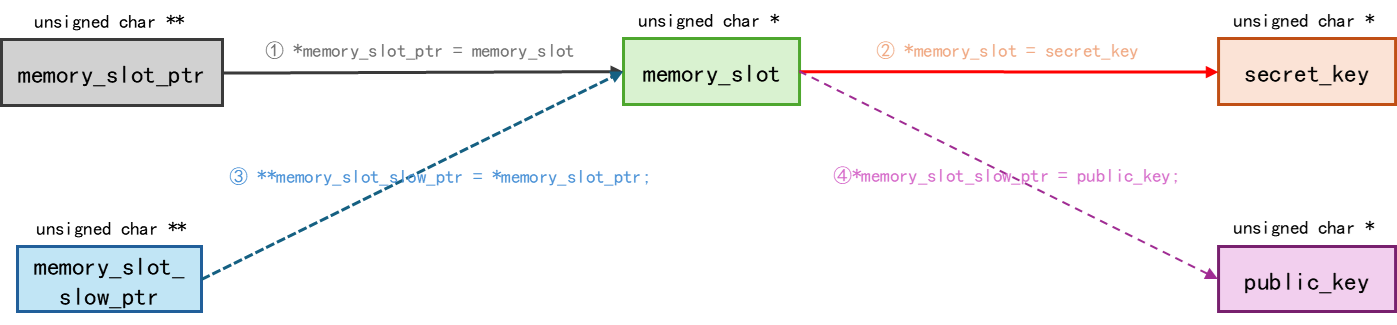 unsigned char **
memory_slot_ptr
① *memory_slot_ptr = memory_slot
unsigned char *
memory_slot
② *memory_slot = secret_key
unsigned char *
secret_key
③ **memory_slot_slow_ptr = *memory_slot_ptr;
④*memory_slot_slow_ptr = public_key;
unsigned char **
memory_slot_
slow_ptr
unsigned char *
public_key